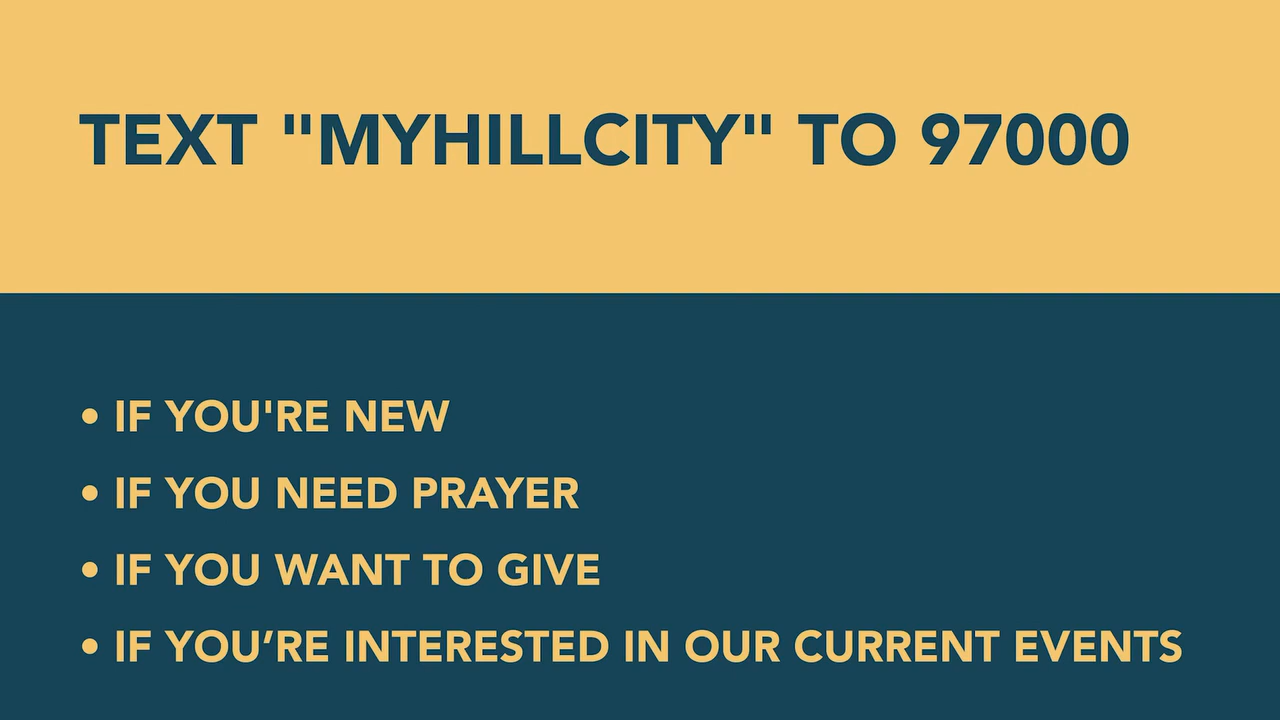 TEXT "MYHILLCITY" TO 97000
• IF YOU'RE NEW
• IF YOU NEED PRAYER
• IF YOU WANT TO GIVE
• IF YOU’RE INTERESTED IN OUR CURRENT EVENTS